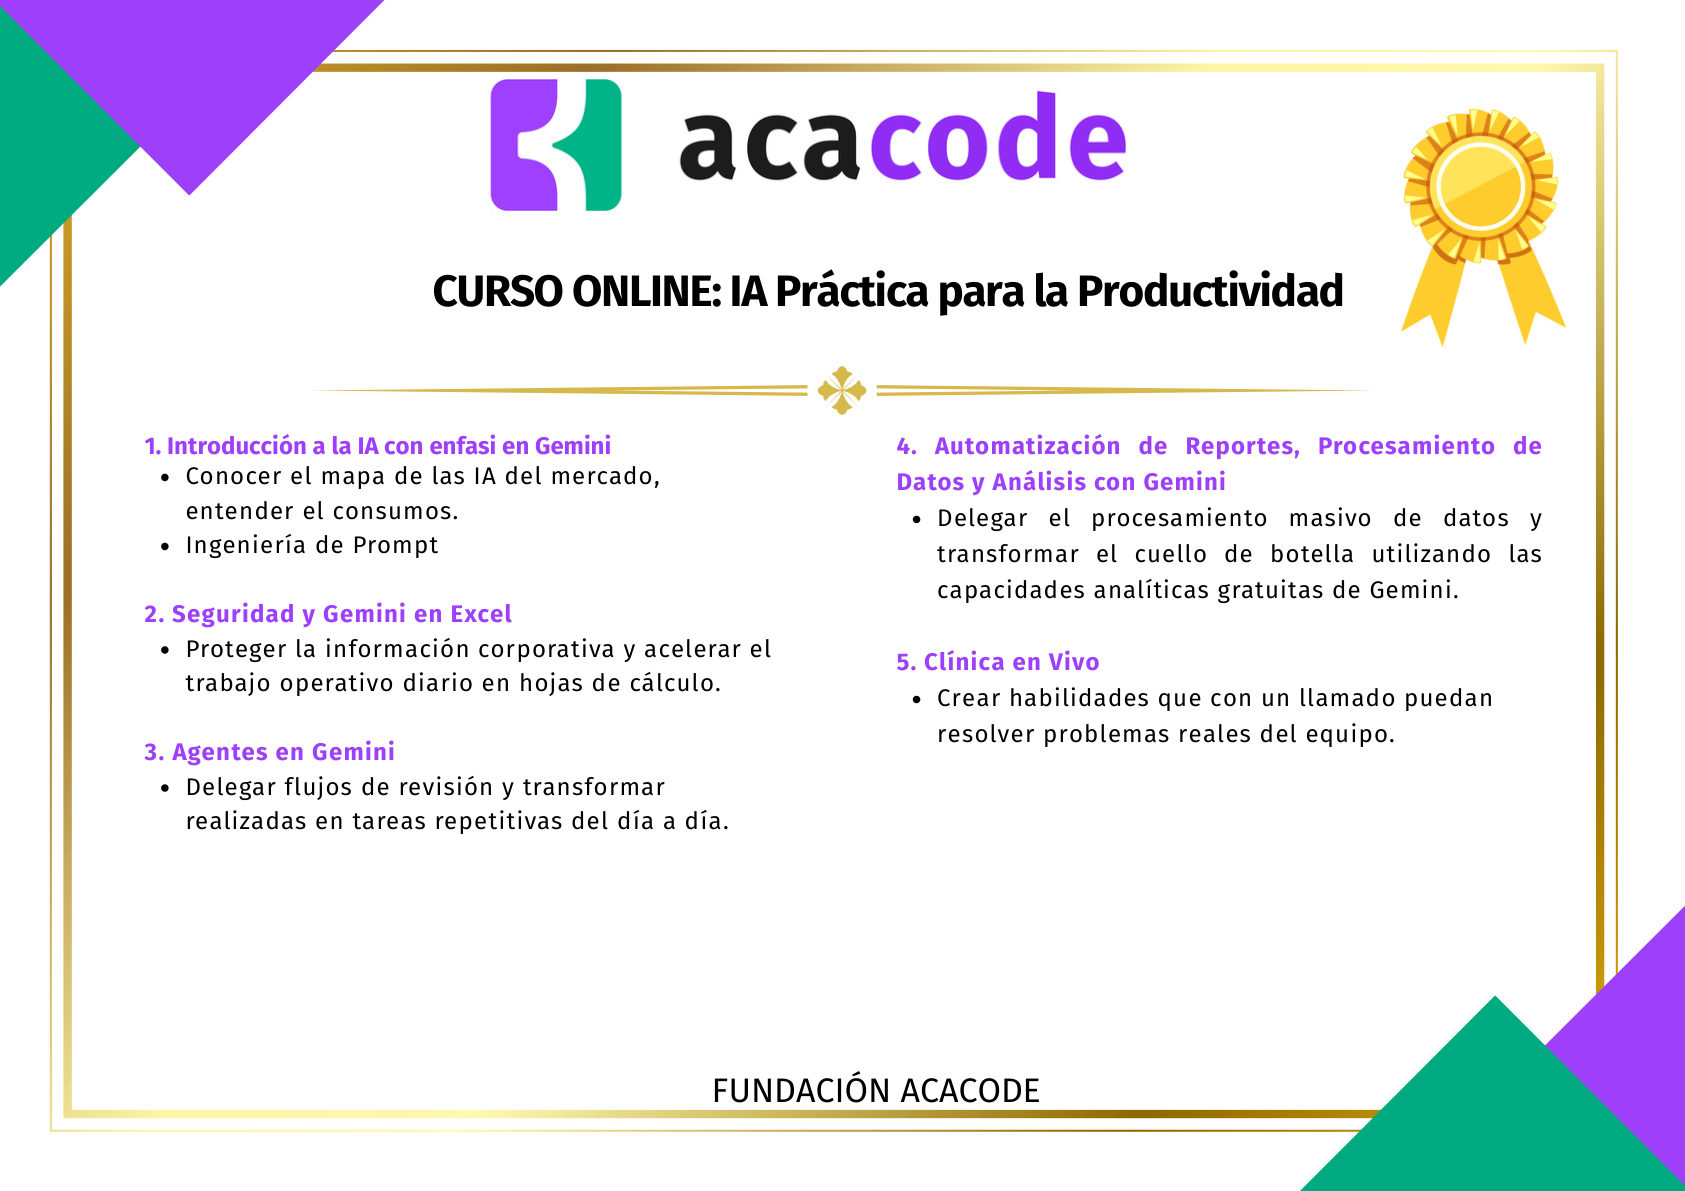 acacode
CURSO ONLINE: IA Práctica para la Productividad
1. Introducción a la IA con enfasi en Gemini
• Conocer el mapa de las IA del mercado,
entender el consumos.
• Ingeniería de Prompt
2. Seguridad y Gemini en Excel
• Proteger la información corporativa y acelerar el
trabajo operativo diario en hojas de cálculo.
3. Agentes en Gemini
• Delegar flujos de revisión y transformar
realizadas en tareas repetitivas del día a día.
4. Automatización de Reportes, Procesamiento de
Datos y Análisis con Gemini
• Delegar el procesamiento masivo de datos y
transformar el cuello de botella utilizando las
capacidades analíticas gratuitas de Gemini.
5. Clínica en Vivo
• Crear habilidades que con un llamado puedan
resolver problemas reales del equipo.
FUNDACIÓN ACACODE